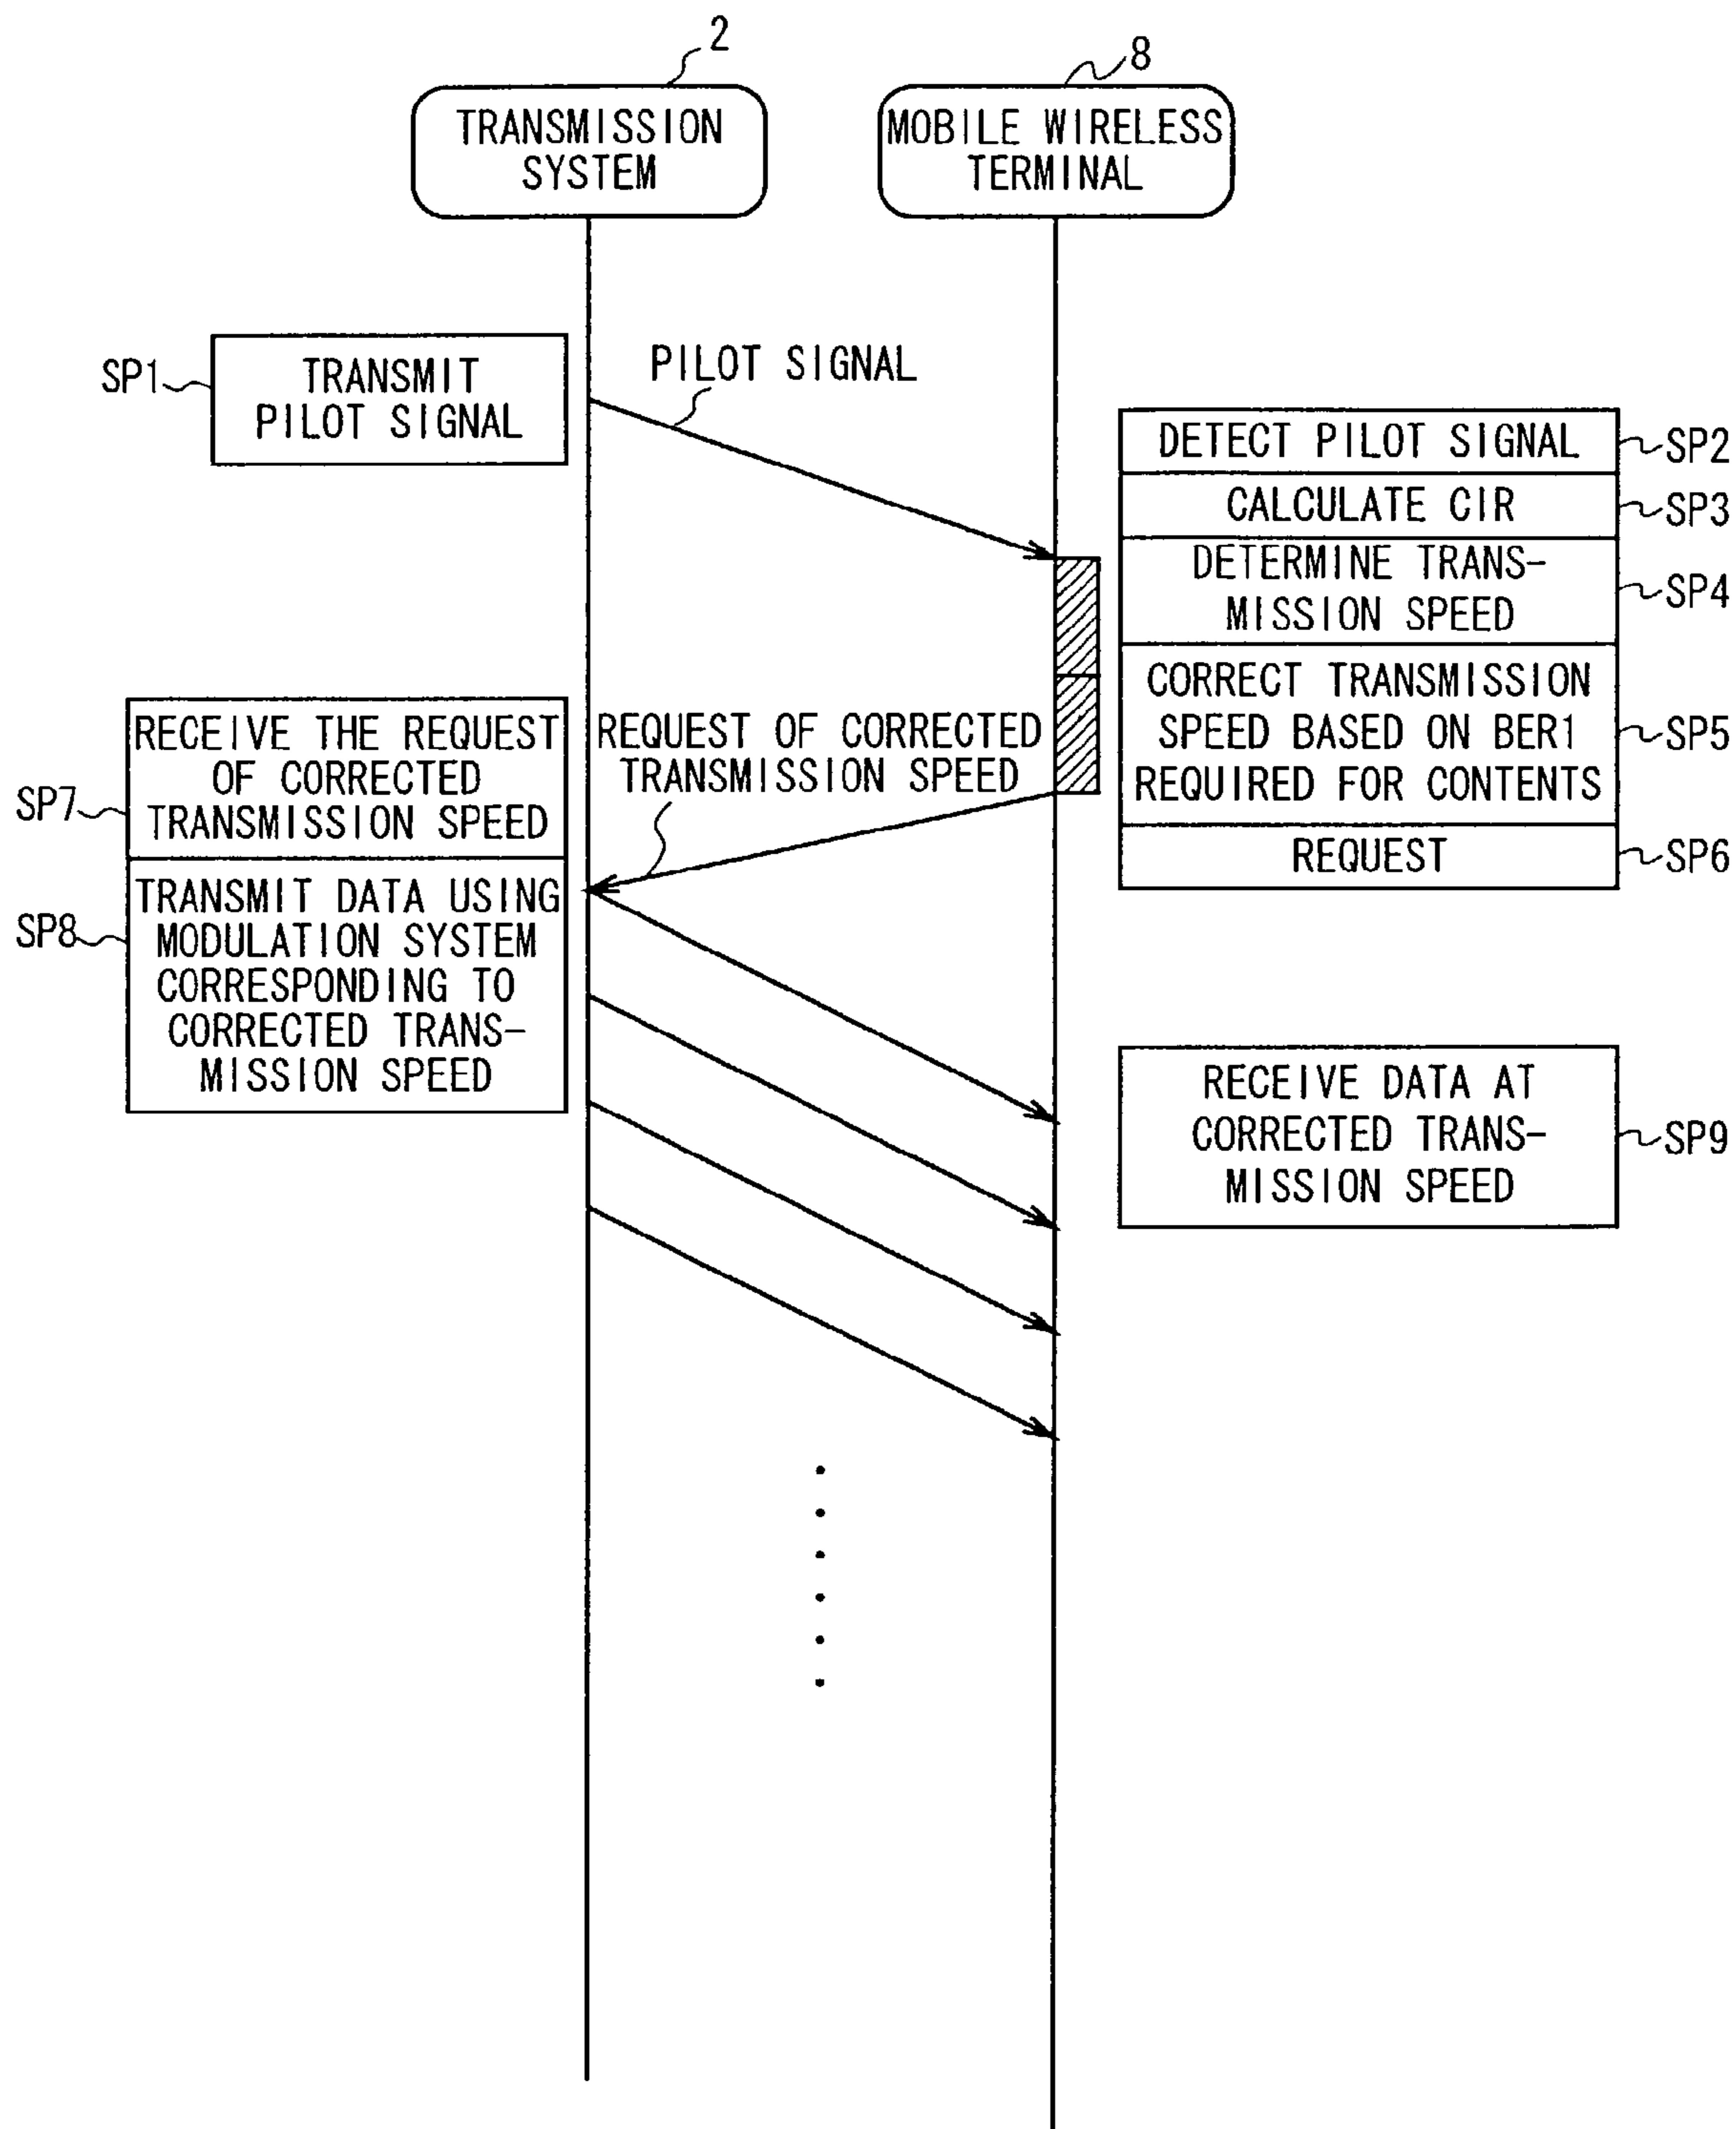 2
8
TRANSMISSION
SYSTEM
MOBILE WIRELESS
TERMINAL
SP1
TRANSMIT
PILOT SIGNAL
PILOT SIGNAL
DETECT PILOT SIGNAL
SP2
CALCULATE CIR
SP3
DETERMINE TRANS-
MISSION SPEED
SP4
CORRECT TRANSMISSION
SPEED BASED ON BER1
REQUIRED FOR CONTENTS
SP5
REQUEST
SP6
REQUEST OF CORRECTED
TRANSMISSION SPEED
SP7
RECEIVE THE REQUEST
OF CORRECTED
TRANSMISSION SPEED
SP8
TRANSMIT DATA USING
MODULATION SYSTEM
CORRESPONDING TO
CORRECTED TRANS-
MISSION SPEED
RECEIVE DATA AT
CORRECTED TRANS-
MISSION SPEED
SP9